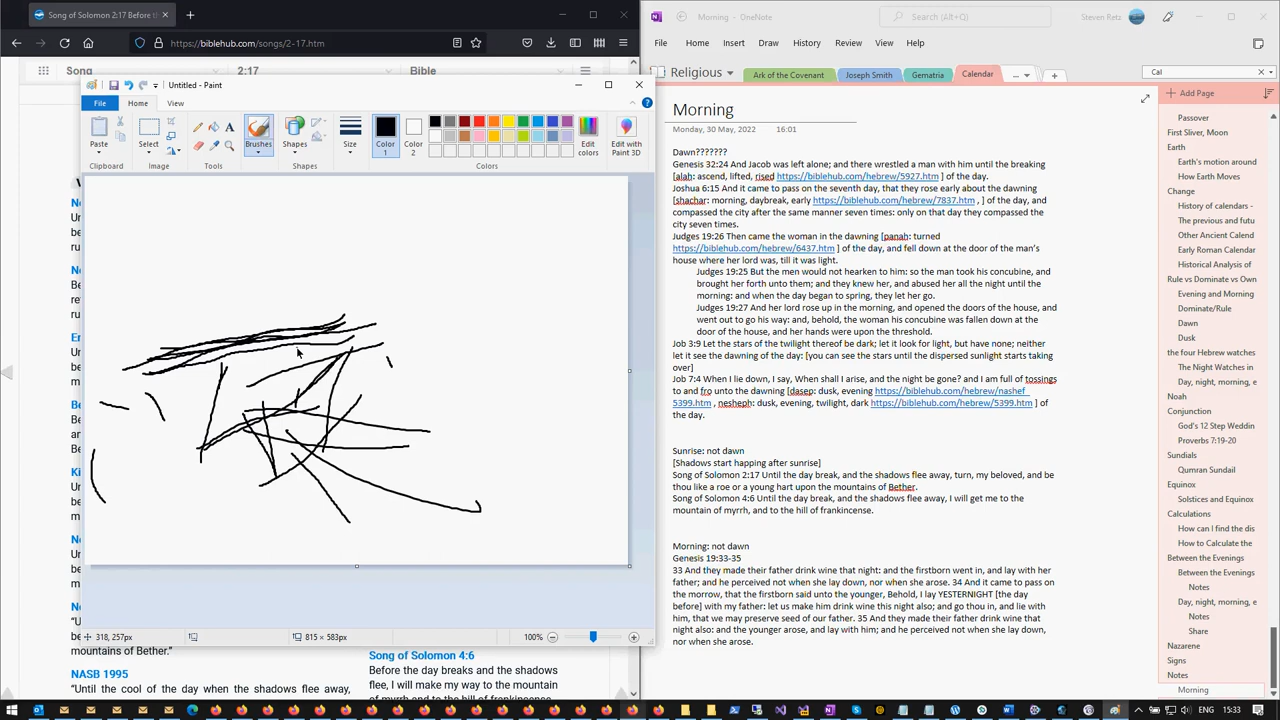 Song of Solomon 2:17 Before th
https://biblehub.com/songs/2-17.htm
Song
2:17
Bible
Untitled - Paint
File
Home
View
Paste
Select
Brushes
Shapes
Size
Color 1
Color 2
Edit colors
Edit with Paint 3D
Clipboard
Image
Tools
Shapes
Colors
318, 257px
815 × 583px
100%
mountains of Bether.”
NASB 1995
“Until the cool of the day when the shadows flee away,
Song of Solomon 4:6
Before the day breaks and the shadows
flee, I will make my way to the mountain
of myrrh and to the hill of frankincense.
Morning - OneNote
Search (Alt+Q)
Steven Retz
File
Home
Insert
Draw
History
Review
View
Help
Religious
Ark of the Covenant
Joseph Smith
Gematria
Calendar
...
Cal
Morning
Monday, 30 May, 2022
16:01
Dawn???????
Genesis 32:24 And Jacob was left alone; and there wrestled a man with him until the breaking
[alah: ascend, lifted, rised https://biblehub.com/hebrew/5927.htm ] of the day.
Joshua 6:15 And it came to pass on the seventh day, that they rose early about the dawning
[shachar: morning, daybreak, early https://biblehub.com/hebrew/7837.htm , ] of the day, and
compassed the city after the same manner seven times: only on that day they compassed the
city seven times.
Judges 19:26 Then came the woman in the dawning [panah: turned
https://biblehub.com/hebrew/6437.htm ] of the day, and fell down at the door of the man's
house where her lord was, till it was light.
Judges 19:25 But the men would not hearken to him: so the man took his concubine, and
brought her forth unto them; and they knew her, and abused her all the night until the
morning: and when the day began to spring, they let her go.
Judges 19:27 And her lord rose up in the morning, and opened the doors of the house, and
went out to go his way: and, behold, the woman his concubine was fallen down at the
door of the house, and her hands were upon the threshold.
Job 3:9 Let the stars of the twilight thereof be dark; let it look for light, but have none; neither
let it see the dawning of the day: [you can see the stars until the dispersed sunlight starts taking
over]
Job 7:4 When I lie down, I say, When shall I arise, and the night be gone? and I am full of tossings
to and fro unto the dawning [dasep: dusk, evening https://biblehub.com/hebrew/nashef_
5399.htm , nesheph: dusk, evening, twilight, dark https://biblehub.com/hebrew/5399.htm ] of
the day.
Sunrise: not dawn
[Shadows start happening after sunrise]
Song of Solomon 2:17 Until the day break, and the shadows flee away, turn, my beloved, and be
thou like a roe or a young hart upon the mountains of Bether.
Song of Solomon 4:6 Until the day break, and the shadows flee away, I will get me to the
mountain of myrrh, and to the hill of frankincense.
Morning: not dawn
Genesis 19:33-35
33 And they made their father drink wine that night: and the firstborn went in, and lay with her
father; and he perceived not when she lay down, nor when she arose. 34 And it came to pass on
the morrow, that the firstborn said unto the younger, Behold, I lay YESTERNIGHT [the day
before] with my father: let us make him drink wine this night also; and go thou in, and lie with
him, that we may preserve seed of our father. 35 And they made their father drink wine that
night also: and the younger arose, and lay with him; and he perceived not when she lay down,
nor when she arose.
Add Page
Passover
First Sliver, Moon
Earth
Earth's motion around
How Earth Moves
Change
History of calendars -
The previous and futu
Other Ancient Calend
Early Roman Calendar
Historical Analysis of
Rule vs Dominate vs Own
Evening and Morning
Dominate/Rule
Dawn
Dusk
the four Hebrew watches
The Night Watches in
Day, night, morning, e
Noah
Conjunction
God's 12 Step Weddin
Proverbs 7:19-20
Sundials
Qumran Sundail
Equinox
Solstices and Equinox
Calculations
How can I find the dis
How to Calculate the
Between the Evenings
Between the Evenings
Notes
Day, night, morning, e
Notes
Share
Nazarene
Signs
Notes
Morning
ENG
15:33